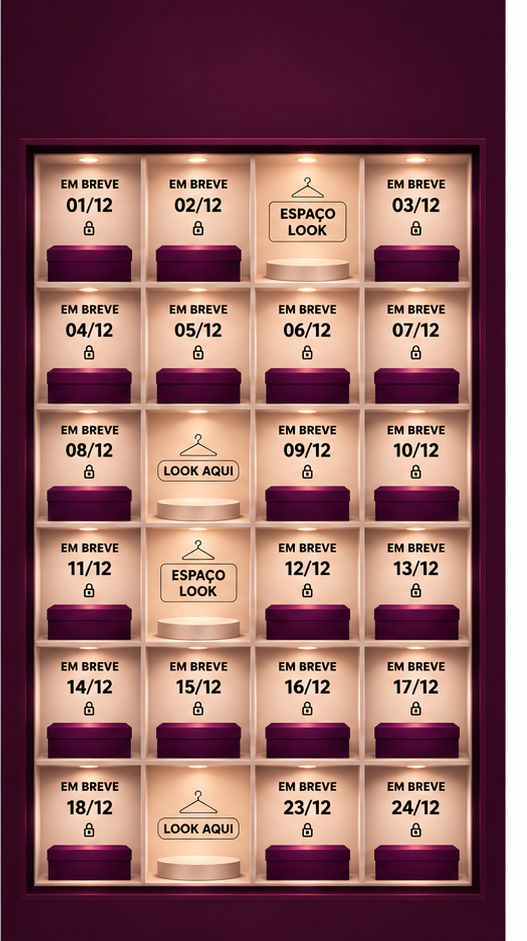 EM BREVE
01/12
EM BREVE
02/12
ESPAÇO
LOOK
EM BREVE
03/12
EM BREVE
04/12
EM BREVE
05/12
EM BREVE
06/12
EM BREVE
07/12
EM BREVE
08/12
LOOK AQUI
EM BREVE
09/12
EM BREVE
10/12
EM BREVE
11/12
ESPAÇO
LOOK
EM BREVE
12/12
EM BREVE
13/12
EM BREVE
14/12
EM BREVE
15/12
EM BREVE
16/12
EM BREVE
17/12
EM BREVE
18/12
LOOK AQUI
EM BREVE
23/12
EM BREVE
24/12